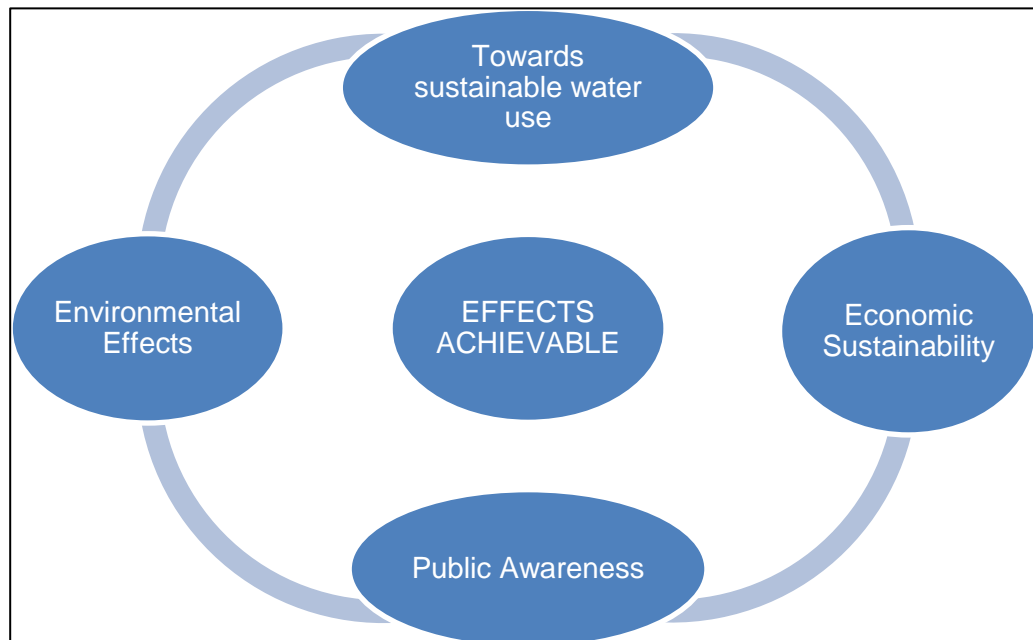 Towards
sustainable water
use
Environmental
Effects
EFFECTS
ACHIEVABLE
Economic
Sustainability
Public Awareness